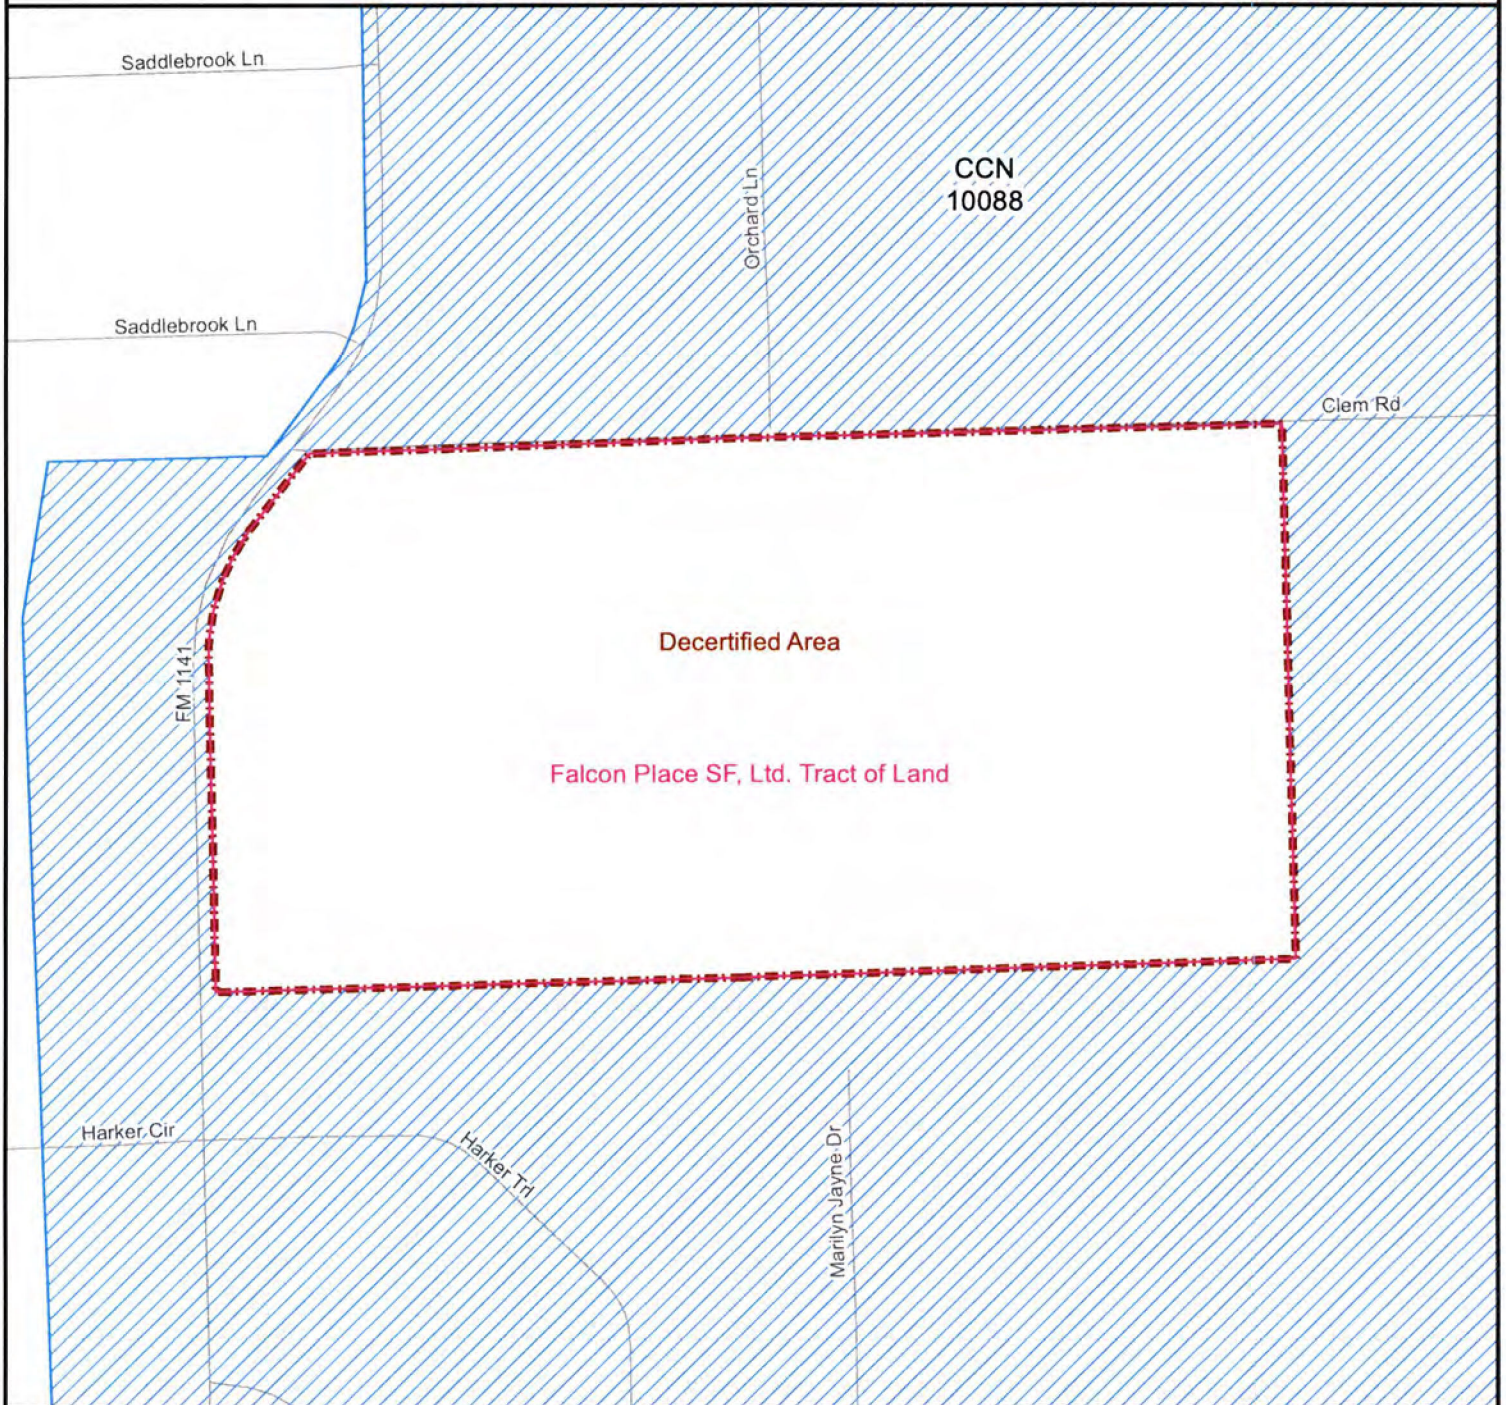 Saddlebrook Ln
CCN
10088
Orchard Ln
Saddlebrook Ln
Clem Rd
Decertified Area
FM 1141
Falcon Place SF, Ltd. Tract of Land
Harker Cir
Harker Trl
Marilyn Jayne Dr